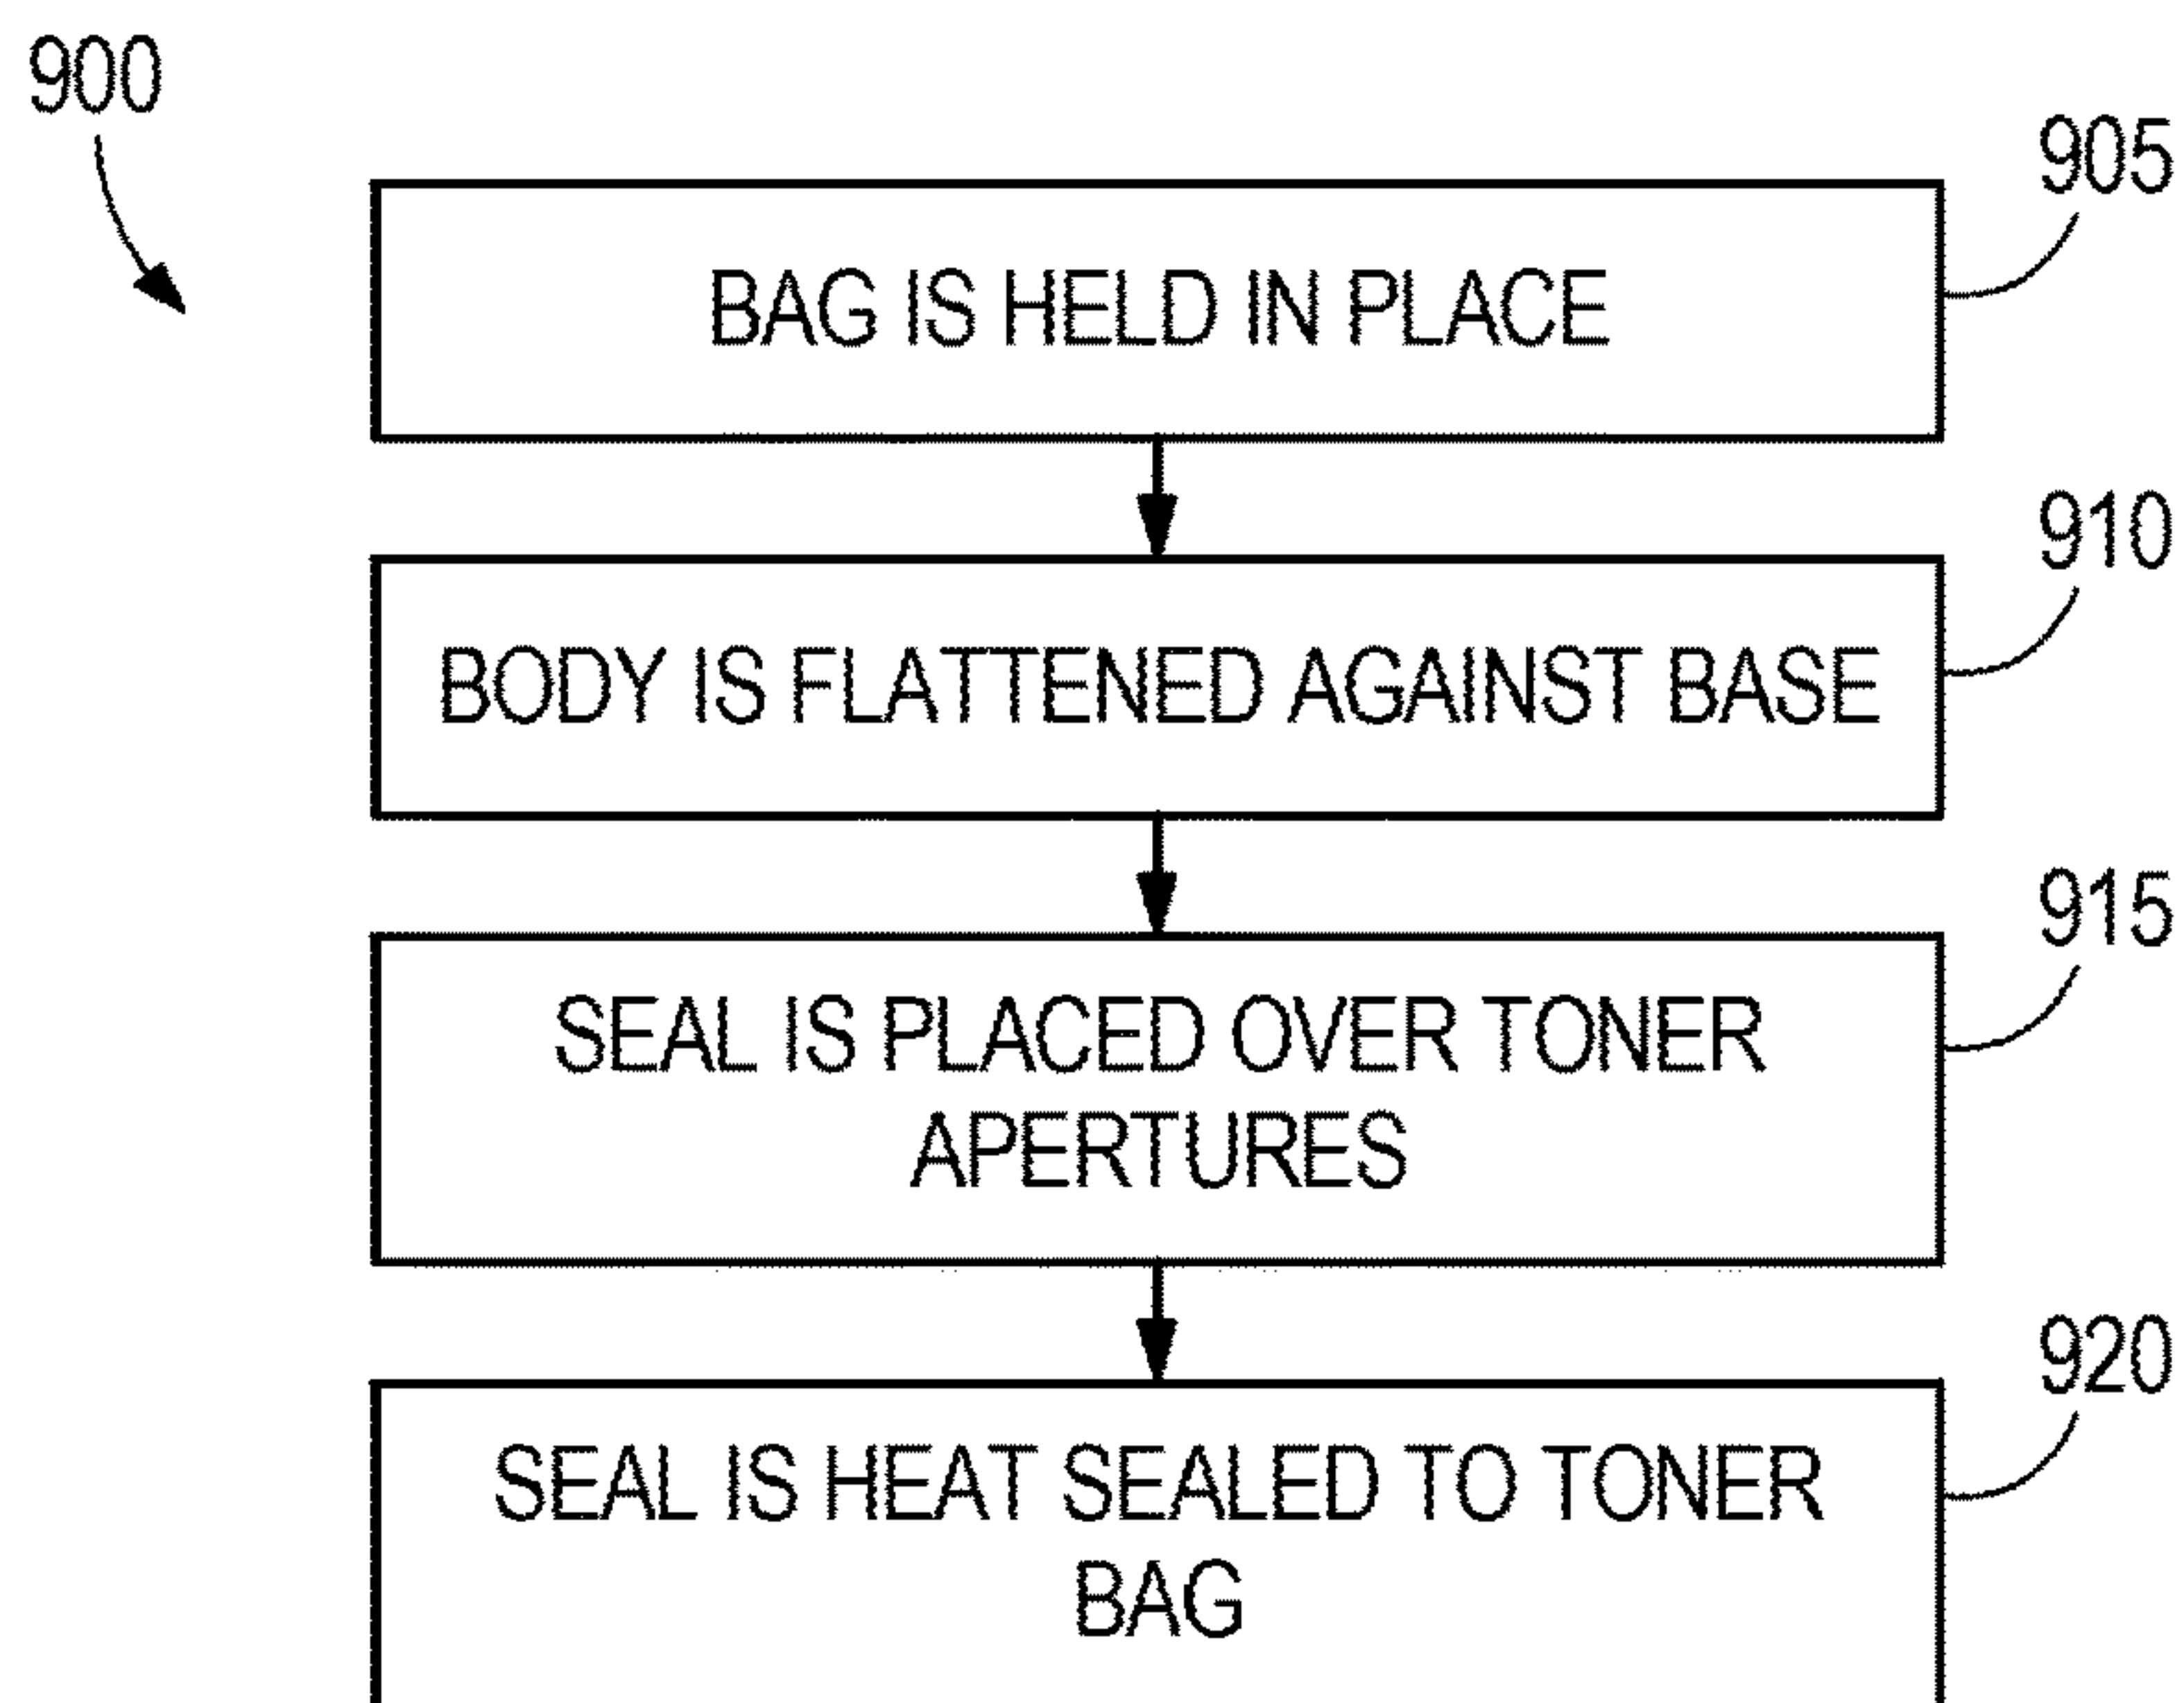 900
905
BAG IS HELD IN PLACE
910
BODY IS FLATTENED AGAINST BASE
915
SEAL IS PLACED OVER TONER
APERTURES
920
SEAL IS HEAT SEALED TO TONER
BAG